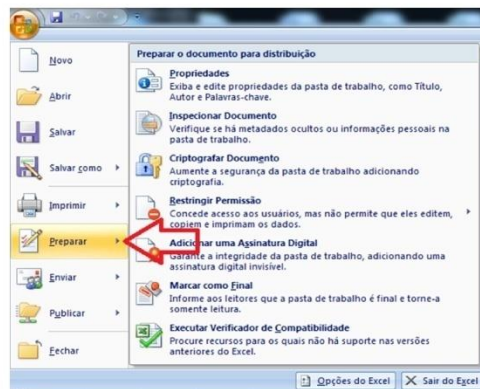 Novo
Abrir
Salvar
Salvar como
Imprimir
Preparar
Enviar
Publicar
Fechar
Preparar o documento para distribuição
Propriedades
Exiba e edite propriedades da pasta de trabalho, como Título,
Autor e Palavras-chave.
Inspecionar Documento
Verifique se há metadados ocultos ou informações pessoais na
pasta de trabalho.
Criptografar Documento
Aumente a segurança da pasta de trabalho adicionando
criptografia.
Restringir Permissão
Concede acesso aos usuários, mas não permite que eles editem,
copiem e imprimam os dados.
Adicionar uma Assinatura Digital
Garante a integridade da pasta de trabalho, adicionando uma
assinatura digital invisível.
Marcar como Final
Informe aos leitores que a pasta de trabalho é final e torne-a
somente leitura.
Executar Verificador de Compatibilidade
Procure recursos para os quais não há suporte nas versões
anteriores do Excel.
Opções do Excel
Sair do Excel